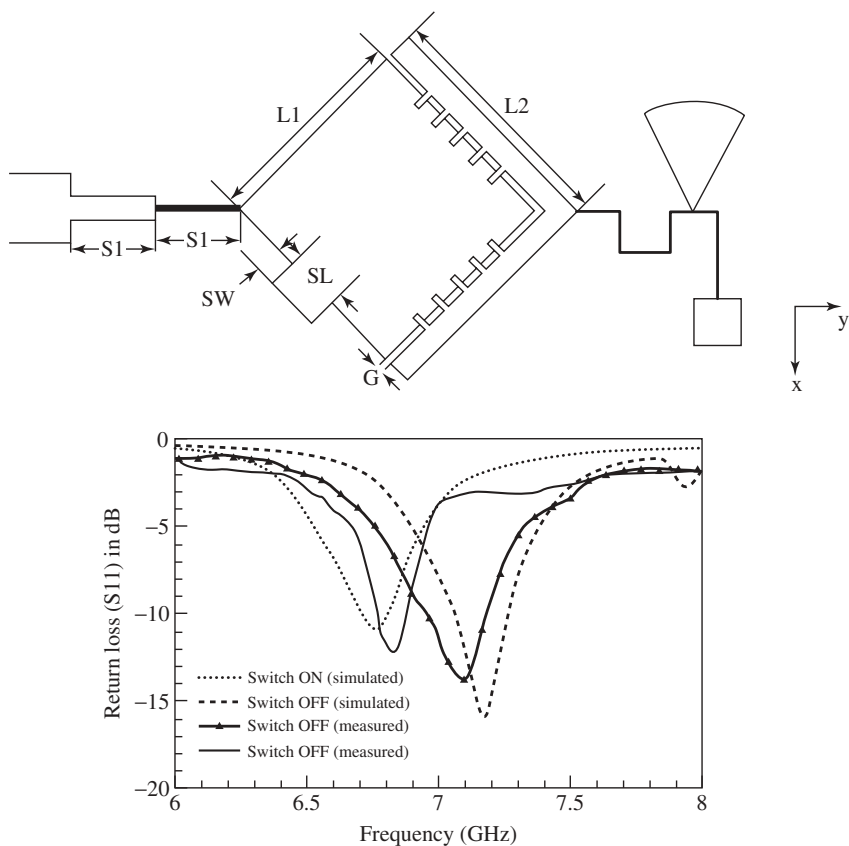 L1
L2
S1
S1
SL
SW
G
y
x
0
−5
−10
−15
−20
Return loss (S11) in dB
Switch ON (simulated)
Switch OFF (simulated)
Switch OFF (measured)
Switch OFF (measured)
6
6.5
7
7.5
8
Frequency (GHz)